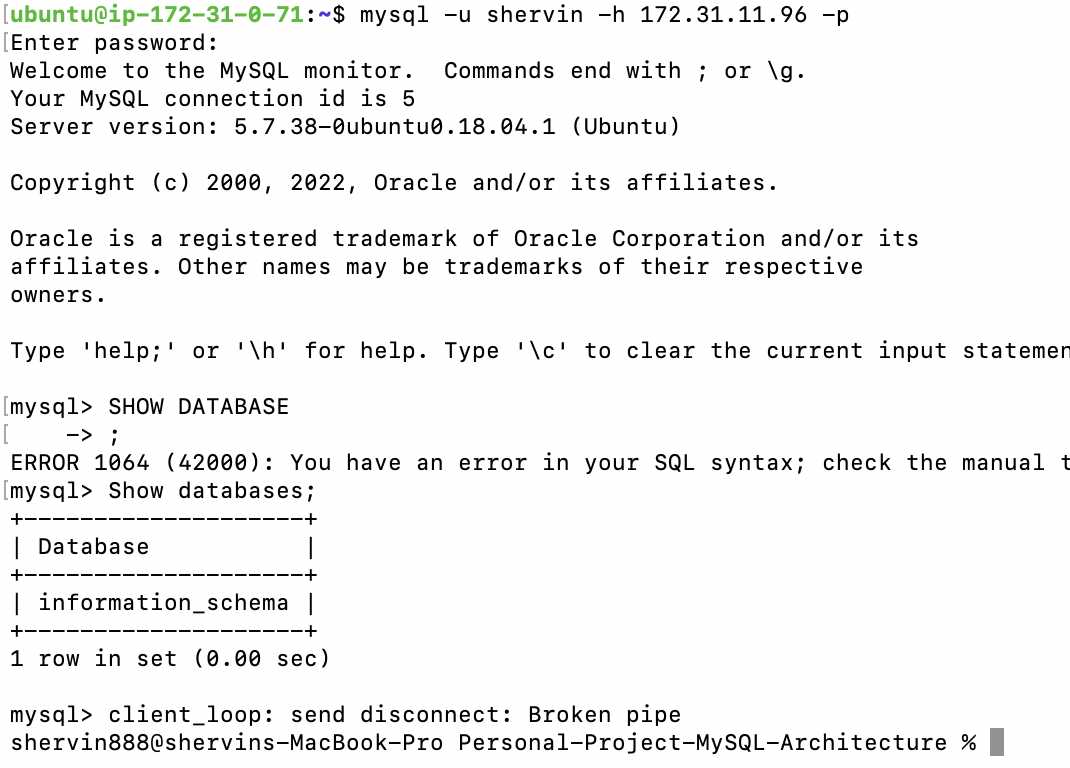 [ubuntu@ip-172-31-0-71:~$ mysql -u shervin -h 172.31.11.96 -p
[Enter password:
Welcome to the MySQL monitor.  Commands end with ; or \g.
Your MySQL connection id is 5
Server version: 5.7.38-0ubuntu0.18.04.1 (Ubuntu)
Copyright (c) 2000, 2022, Oracle and/or its affiliates.
Oracle is a registered trademark of Oracle Corporation and/or its
affiliates. Other names may be trademarks of their respective
owners.
Type 'help;' or '\h' for help. Type '\c' to clear the current input statemen
[mysql> SHOW DATABASE
[    -> ;
ERROR 1064 (42000): You have an error in your SQL syntax; check the manual t
[mysql> Show databases;
+--------------------+
| Database           |
+--------------------+
| information_schema |
+--------------------+
1 row in set (0.00 sec)
mysql> client_loop: send disconnect: Broken pipe
shervin888@shervins-MacBook-Pro Personal-Project-MySQL-Architecture %